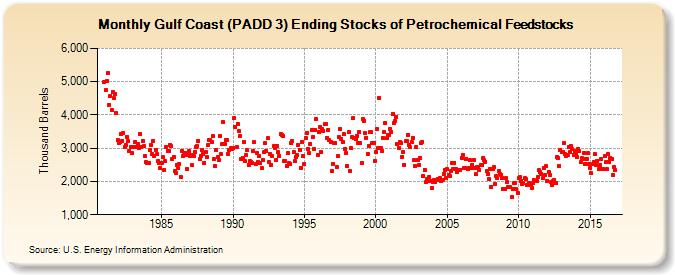 Monthly Gulf Coast (PADD 3) Ending Stocks of Petrochemical Feedstocks
Thousand Barrels
6,000
5,000
4,000
3,000
2,000
1,000
1985 1990 1995 2000 2005 2010 2015
Source: U.S. Energy Information Administration